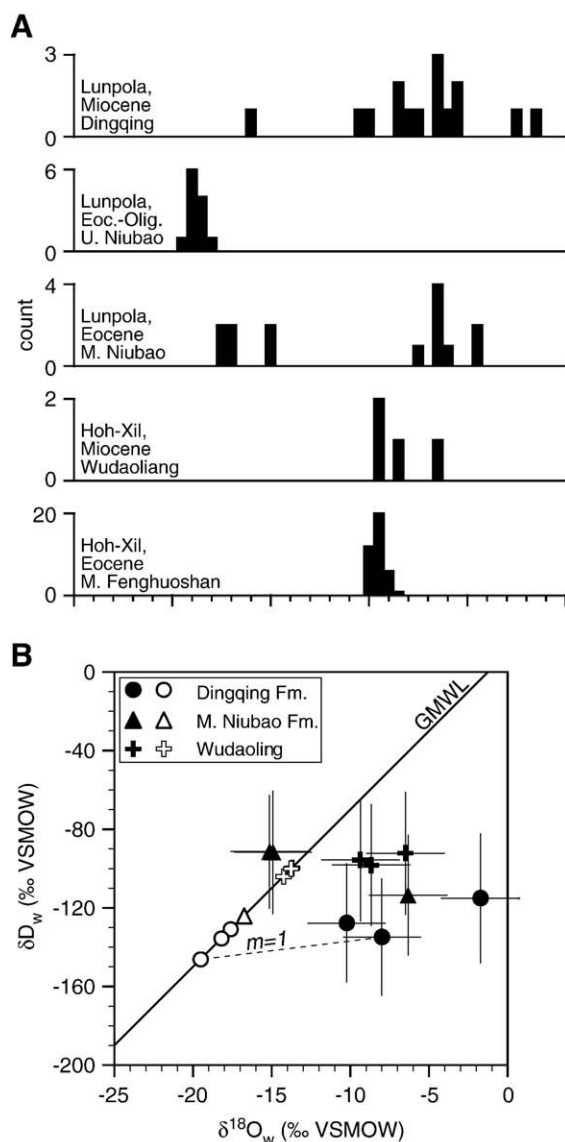 A
3
Lunpola,
Miocene
Dingqing
0
6
Lunpola,
Eoc.-Olig.
U. Niubao
0
4
Lunpola,
Eocene
M. Niubao
0
count
2
Hoh-Xil,
Miocene
Wudaoliang
0
20
Hoh-Xil,
Eocene
M. Fenghuoshan
0
B
0
-40
-80
-120
-160
-200
δD_w (‰ VSMOW)
Dingqing Fm.
M. Niubao Fm.
Wudaoling
GMWL
m=1
-25 -20 -15 -10 -5 0
δ¹⁸O_w (‰ VSMOW)